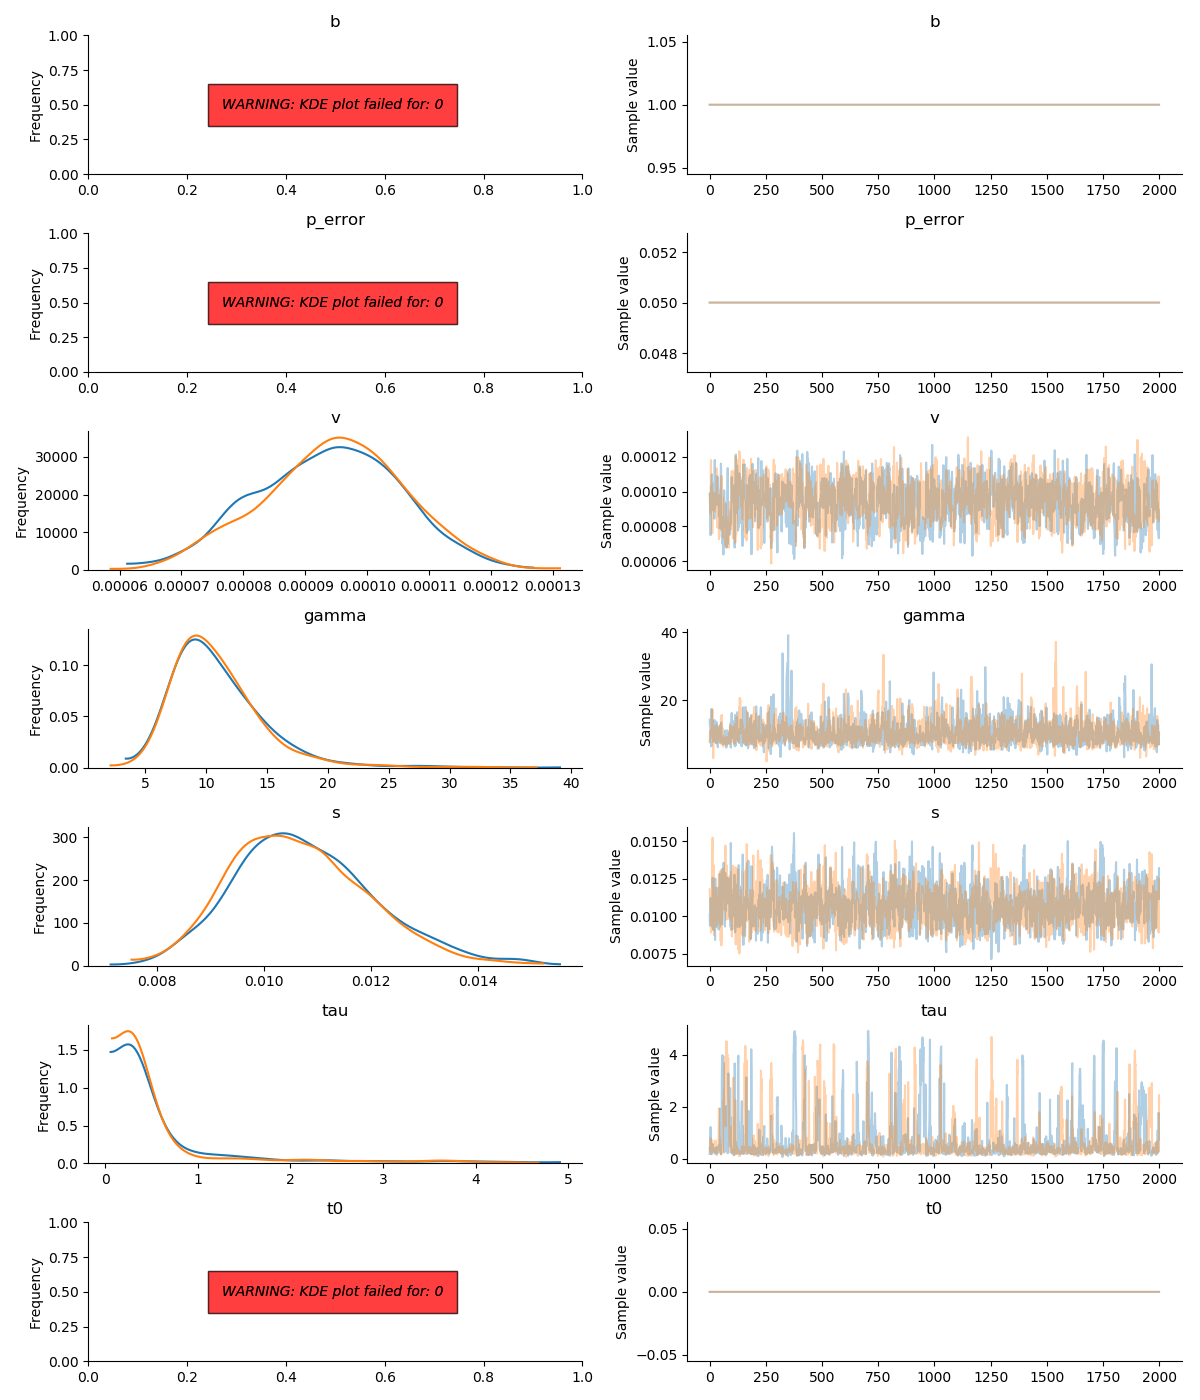 b
1.00
0.75
0.50
0.25
0.00
Frequency
WARNING: KDE plot failed for: 0
0.0 0.2 0.4 0.6 0.8 1.0
b
1.05
1.00
0.95
Sample value
0 250 500 750 1000 1250 1500 1750 2000
p_error
1.00
0.75
0.50
0.25
0.00
Frequency
WARNING: KDE plot failed for: 0
0.0 0.2 0.4 0.6 0.8 1.0
p_error
0.052
0.050
0.048
Sample value
0 250 500 750 1000 1250 1500 1750 2000
v
30000
20000
10000
0
Frequency
0.00006 0.00007 0.00008 0.00009 0.00010 0.00011 0.00012 0.00013
v
0.00012
0.00010
0.00008
0.00006
Sample value
0 250 500 750 1000 1250 1500 1750 2000
gamma
0.10
0.05
0.00
Frequency
5 10 15 20 25 30 35 40
gamma
40
20
Sample value
0 250 500 750 1000 1250 1500 1750 2000
s
300
200
100
0
Frequency
0.008 0.010 0.012 0.014
s
0.0150
0.0125
0.0100
0.0075
Sample value
0 250 500 750 1000 1250 1500 1750 2000
tau
1.5
1.0
0.5
0.0
Frequency
0 1 2 3 4 5
tau
4
2
0
Sample value
0 250 500 750 1000 1250 1500 1750 2000
t0
1.00
0.75
0.50
0.25
0.00
Frequency
WARNING: KDE plot failed for: 0
0.0 0.2 0.4 0.6 0.8 1.0
t0
0.05
0.00
−0.05
Sample value
0 250 500 750 1000 1250 1500 1750 2000